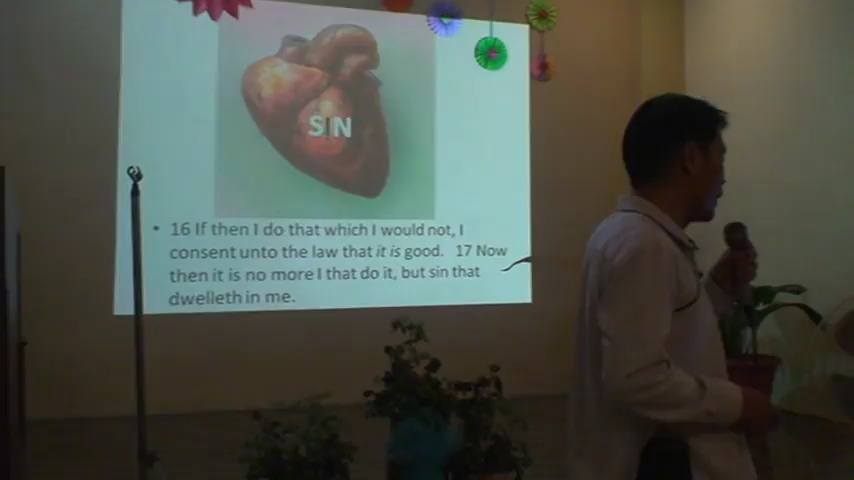 SIN
• 16 If then I do that which I would not, I
consent unto the law that it is good. 17 Now
then it is no more I that do it, but sin that
dwelleth in me.